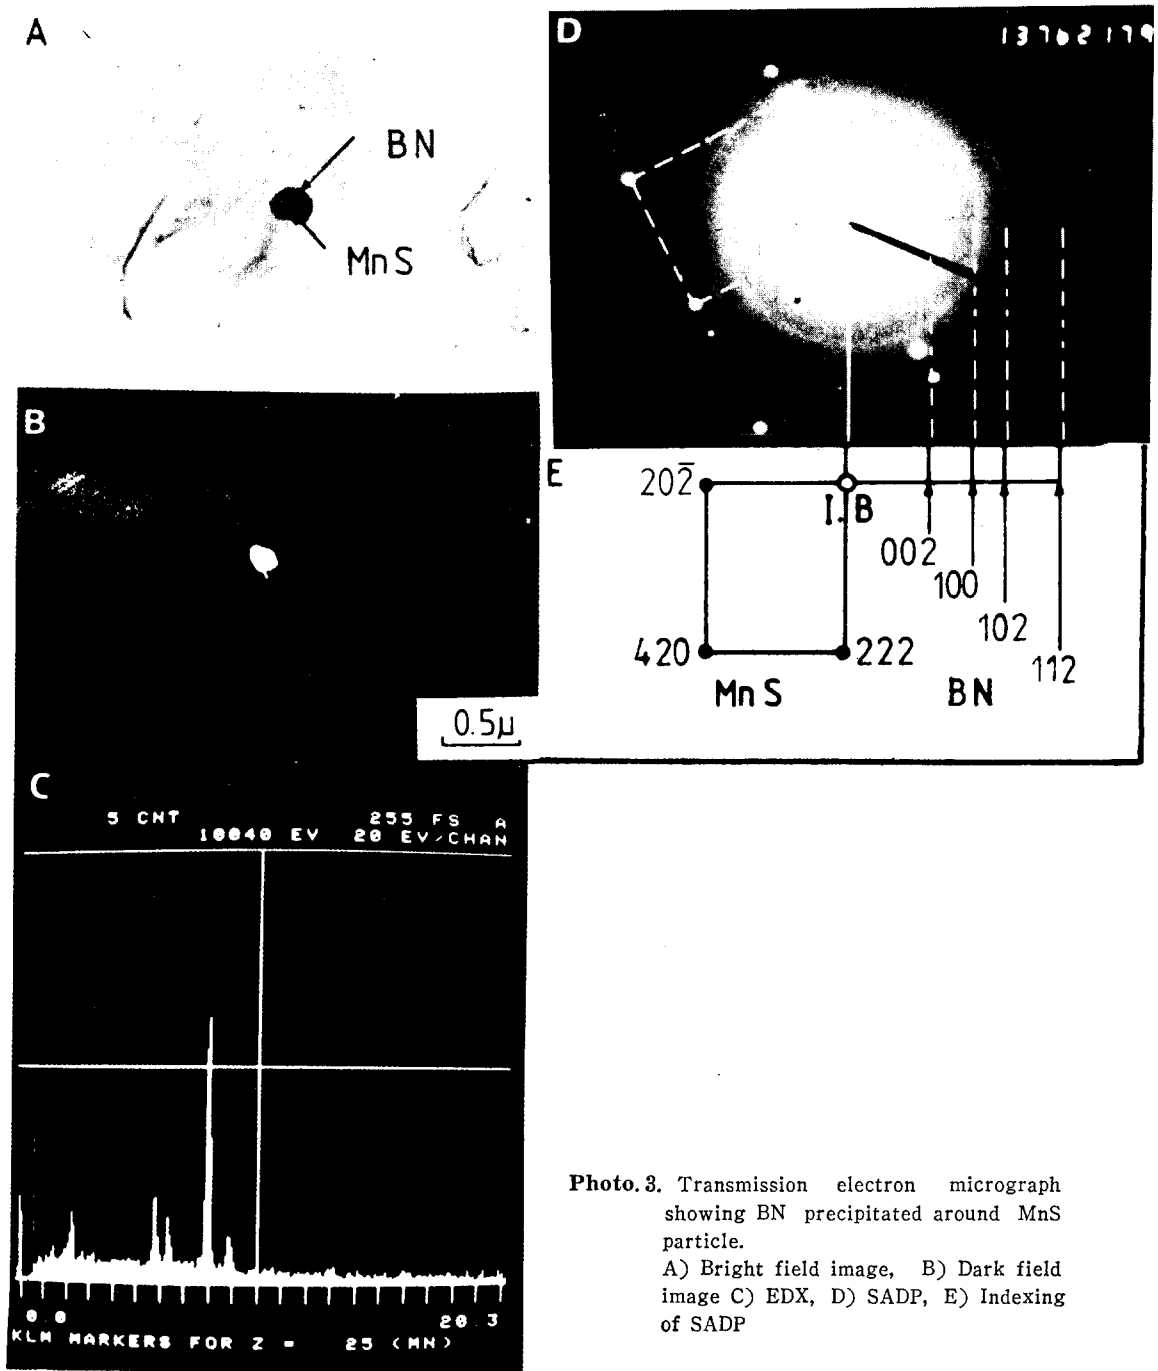 A
BN
MnS
B
0.5μ
C
5 CNT 255 FS A
10040 EV 20 EV/CHAN
0.0 20.3
KLM MARKERS FOR Z = 25 (MN)
D
13762179
E
202̅
I.B
002
100
102
112
420
222
MnS
BN
Photo. 3. Transmission electron micrograph
showing BN precipitated around MnS
particle.
A) Bright field image, B) Dark field
image C) EDX, D) SADP, E) Indexing
of SADP